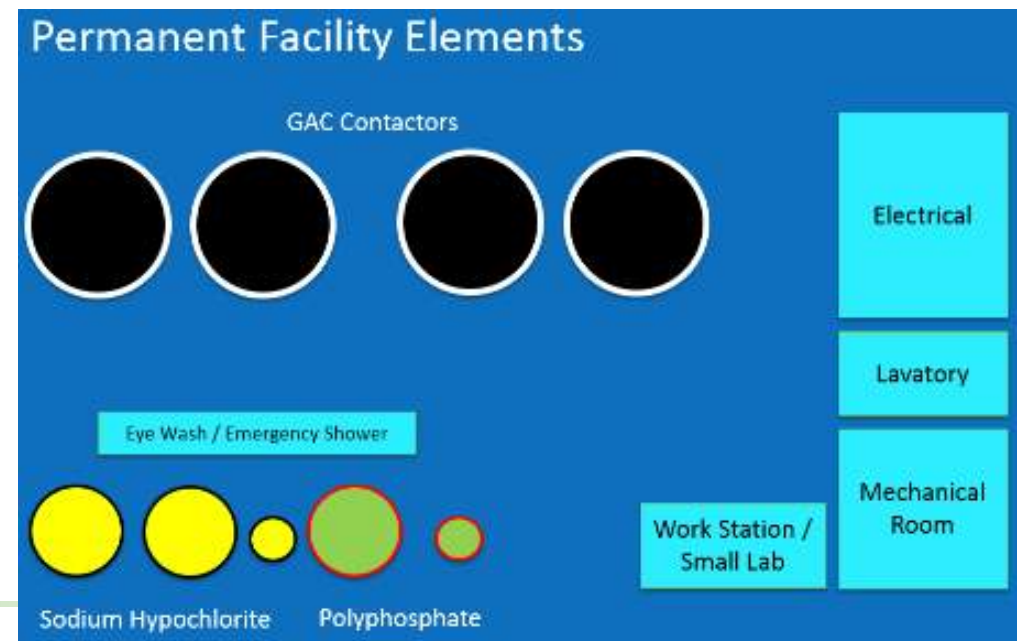 Permanent Facility Elements
GAC Contactors
Electrical
Lavatory
Eye Wash / Emergency Shower
Mechanical
Room
Work Station /
Small Lab
Sodium Hypochlorite
Polyphosphate